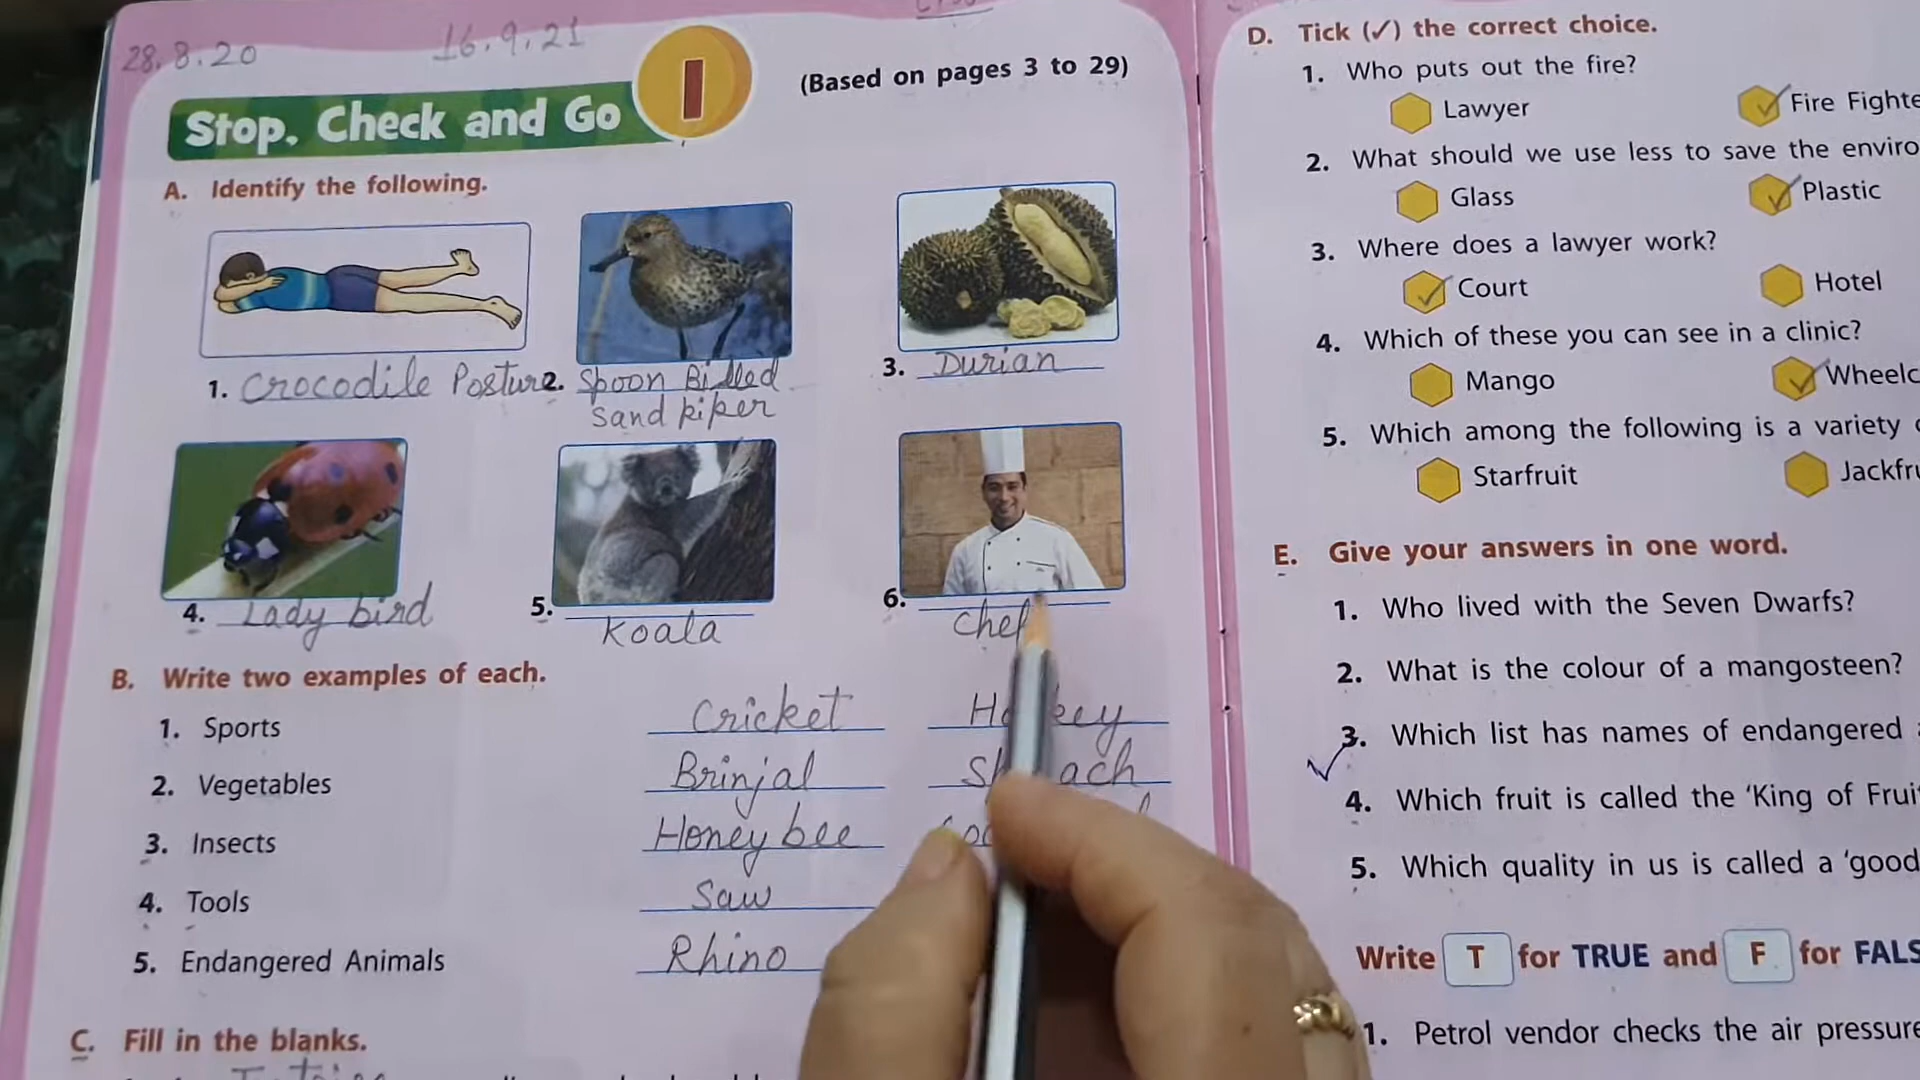 28.8.20
16.9.21
Stop, Check and Go 1
(Based on pages 3 to 29)
A. Identify the following.
1. Crocodile Posture
2. Spoon Billed
sand piper
3. Durian
4. Lady bird
5. Koala
6. Chef
B. Write two examples of each.
1. Sports Cricket
2. Vegetables Brinjal
3. Insects Honey bee
4. Tools Saw
5. Endangered Animals Rhino
C. Fill in the blanks.
D. Tick (✓) the correct choice.
1. Who puts out the fire?
Lawyer Fire Fighte
2. What should we use less to save the enviro
Glass Plastic
3. Where does a lawyer work?
Court Hotel
4. Which of these you can see in a clinic?
Mango Wheelc
5. Which among the following is a variety
Starfruit Jackfru
E. Give your answers in one word.
1. Who lived with the Seven Dwarfs?
2. What is the colour of a mangosteen?
3. Which list has names of endangered
4. Which fruit is called the ‘King of Frui
5. Which quality in us is called a ‘good
Write T for TRUE and F for FALS
1. Petrol vendor checks the air pressure